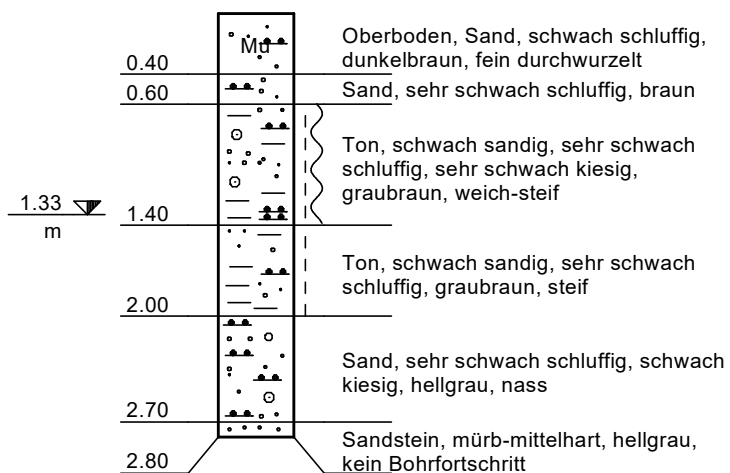 Mu
Oberboden, Sand, schwach schluffig,
dunkelbraun, fein durchwurzelt
0.40
Sand, sehr schwach schluffig, braun
0.60
Ton, schwach sandig, sehr schwach
schluffig, sehr schwach kiesig,
graubraun, weich-steif
1.33
m
1.40
Ton, schwach sandig, sehr schwach
schluffig, graubraun, steif
2.00
Sand, sehr schwach schluffig, schwach
kiesig, hellgrau, nass
2.70
Sandstein, mürb-mittelhart, hellgrau,
kein Bohrfortschritt
2.80